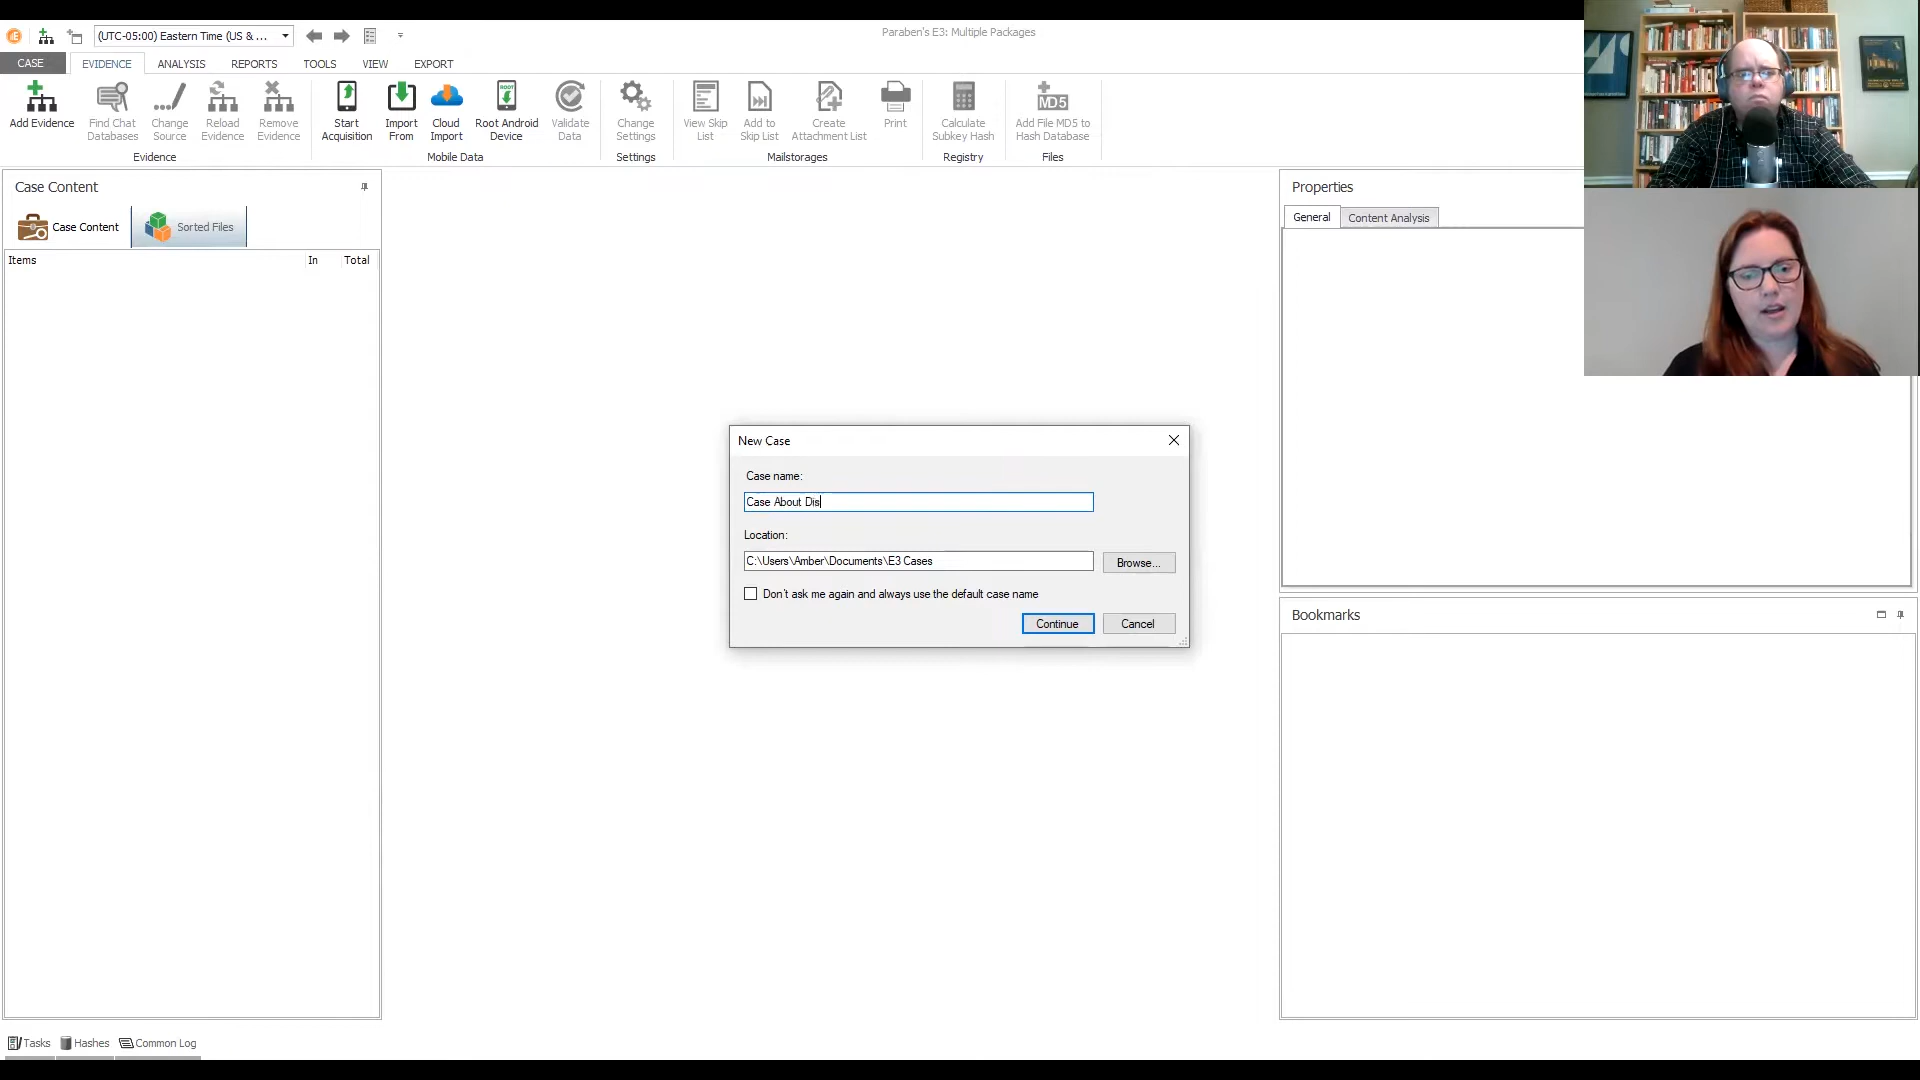 (UTC-05:00) Eastern Time (US & ...
Paraben's E3: Multiple Packages
CASE EVIDENCE ANALYSIS REPORTS TOOLS VIEW EXPORT
Add Evidence
Find Chat Databases
Change Source
Reload Evidence
Remove Evidence
Evidence
Start Acquisition
Import From
Cloud Import
Root Android Device
Validate Data
Mobile Data
Change Settings
Settings
View Skip List
Add to Skip List
Create Attachment List
Print
Mailstorages
Calculate Subkey Hash
Registry
MD5
Add File MD5 to Hash Database
Files
Case Content
Case Content Sorted Files
Items In Total
New Case
Case name:
Case About Dis
Location:
C:\Users\Amber\Documents\E3 Cases
Browse...
Don't ask me again and always use the default case name
Continue Cancel
Properties
General Content Analysis
Bookmarks
Tasks Hashes Common Log